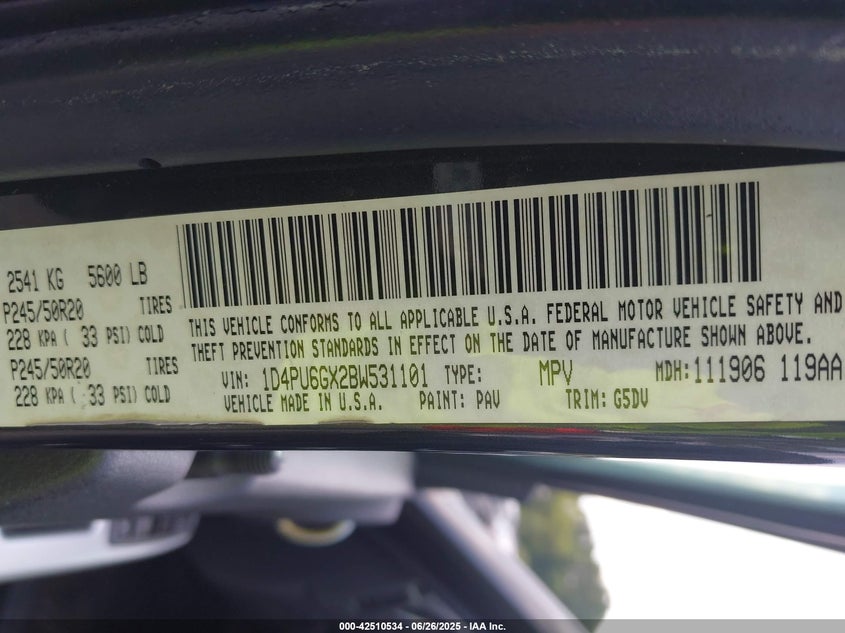 2541 KG 5600 LB
P245/50R20 TIRES
228 KPA ( 33 PSI) COLD
P245/50R20 TIRES
228 KPA ( 33 PSI) COLD
THIS VEHICLE CONFORMS TO ALL APPLICABLE U.S.A. FEDERAL MOTOR VEHICLE SAFETY AND
THEFT PREVENTION STANDARDS IN EFFECT ON THE DATE OF MANUFACTURE SHOWN ABOVE.
VIN: 1D4PU6GX2BW531101 TYPE: MPV MDH: 111906 119AA
VEHICLE MADE IN U.S.A. PAINT: PAV TRIM: G5DV
000-42510534 - 06/26/2025 - IAA Inc.